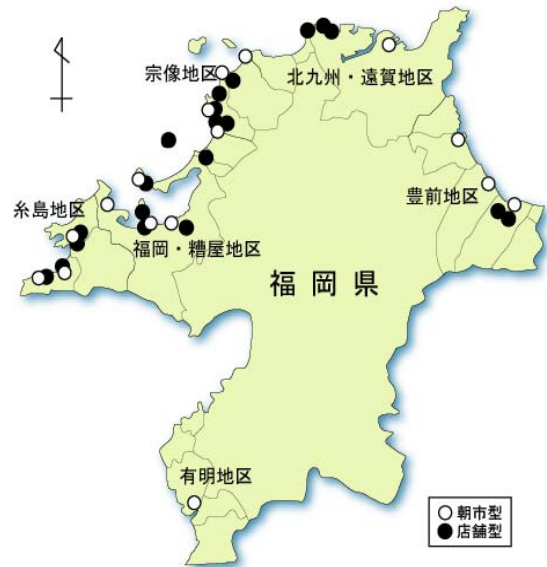 宗像地区
北九州・遠賀地区
豊前地区
糸島地区
福岡・糟屋地区
福岡県
有明地区
朝市型
店舗型